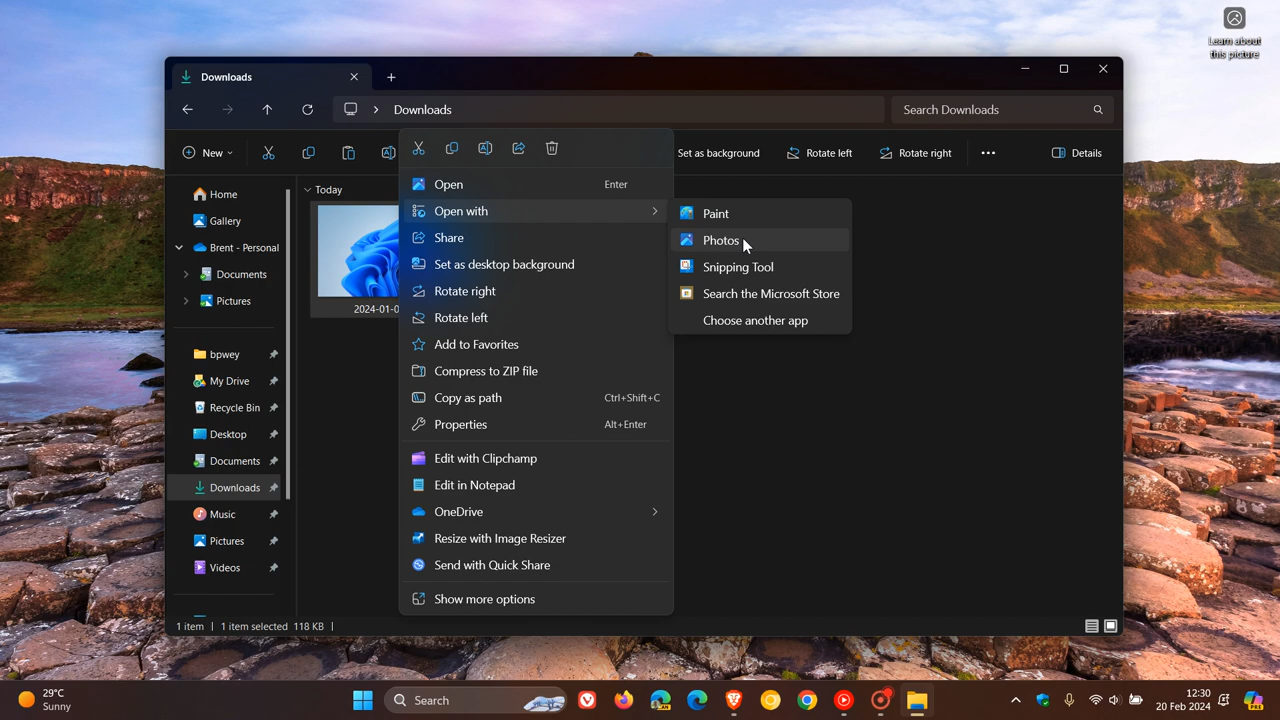 Learn about
this picture
Downloads
Downloads
Search Downloads
New
Set as background
Rotate left
Rotate right
Details
Home
Gallery
Brent - Personal
Documents
Pictures
bpwey
My Drive
Recycle Bin
Desktop
Documents
Downloads
Music
Pictures
Videos
Today
2024-01-0
Open Enter
Open with
Share
Set as desktop background
Rotate right
Rotate left
Add to Favorites
Compress to ZIP file
Copy as path Ctrl+Shift+C
Properties Alt+Enter
Edit with Clipchamp
Edit in Notepad
OneDrive
Resize with Image Resizer
Send with Quick Share
Show more options
Paint
Photos
Snipping Tool
Search the Microsoft Store
Choose another app
1 item 1 item selected 118 KB
29°C
Sunny
Search
CAN
12:30
20 Feb 2024
PRE